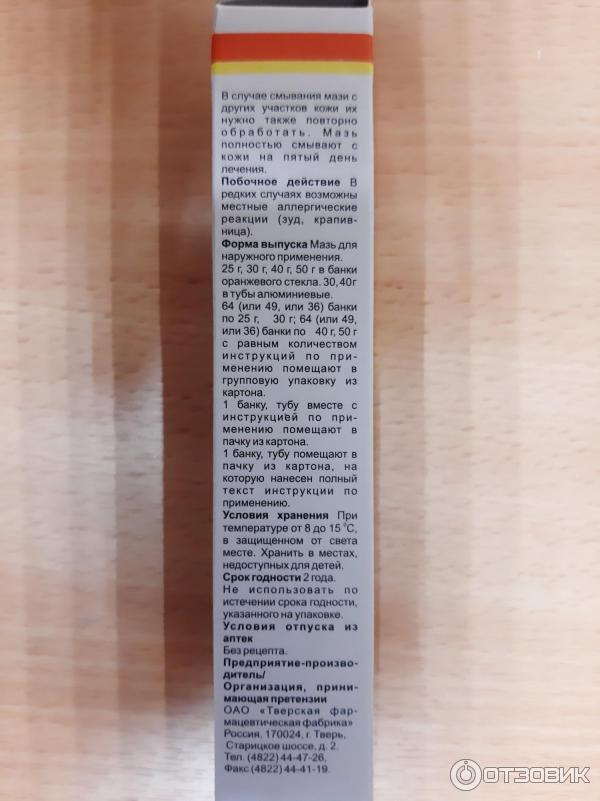 В случае смывания мази с
других участков кожи их
нужно также повторно
обработать. Мазь
полностью смывают с
кожи на пятый день
лечения.
Побочное действие В
редких случаях возможны
местные аллергические
реакции (зуд, крапив-
ница).
Форма выпуска Мазь для
наружного применения.
25 г, 30 г, 40 г, 50 г в банки
оранжевого стекла. 30, 40г
в тубы алюминиевые.
64 (или 49, или 36) банки
по 25 г, 30 г; 64 (или 49,
или 36) банки по 40 г, 50 г
с равным количеством
инструкций по при-
менению помещают в
групповую упаковку из
картона.
1 банку, тубу вместе с
инструкцией по при-
менению помещают в
пачку из картона.
1 банку, тубу помещают в
пачку из картона, на
которую нанесен полный
текст инструкции по
применению.
Условия хранения При
температуре от 8 до 15 °С,
в защищенном от света
месте. Хранить в местах,
недоступных для детей.
Срок годности 2 года.
Не использовать по
истечении срока годности,
указанного на упаковке.
Условия отпуска из
аптек
Без рецепта.
Предприятие-произво-
дитель/
Организация, прини-
мающая претензии
ОАО «Тверская фар-
мацевтическая фабрика»
Россия, 170024, г. Тверь,
Старицкое шоссе, д. 2.
Тел. (4822) 44-47-26,
Факс (4822) 44-41-19.
ОТЗОВИК